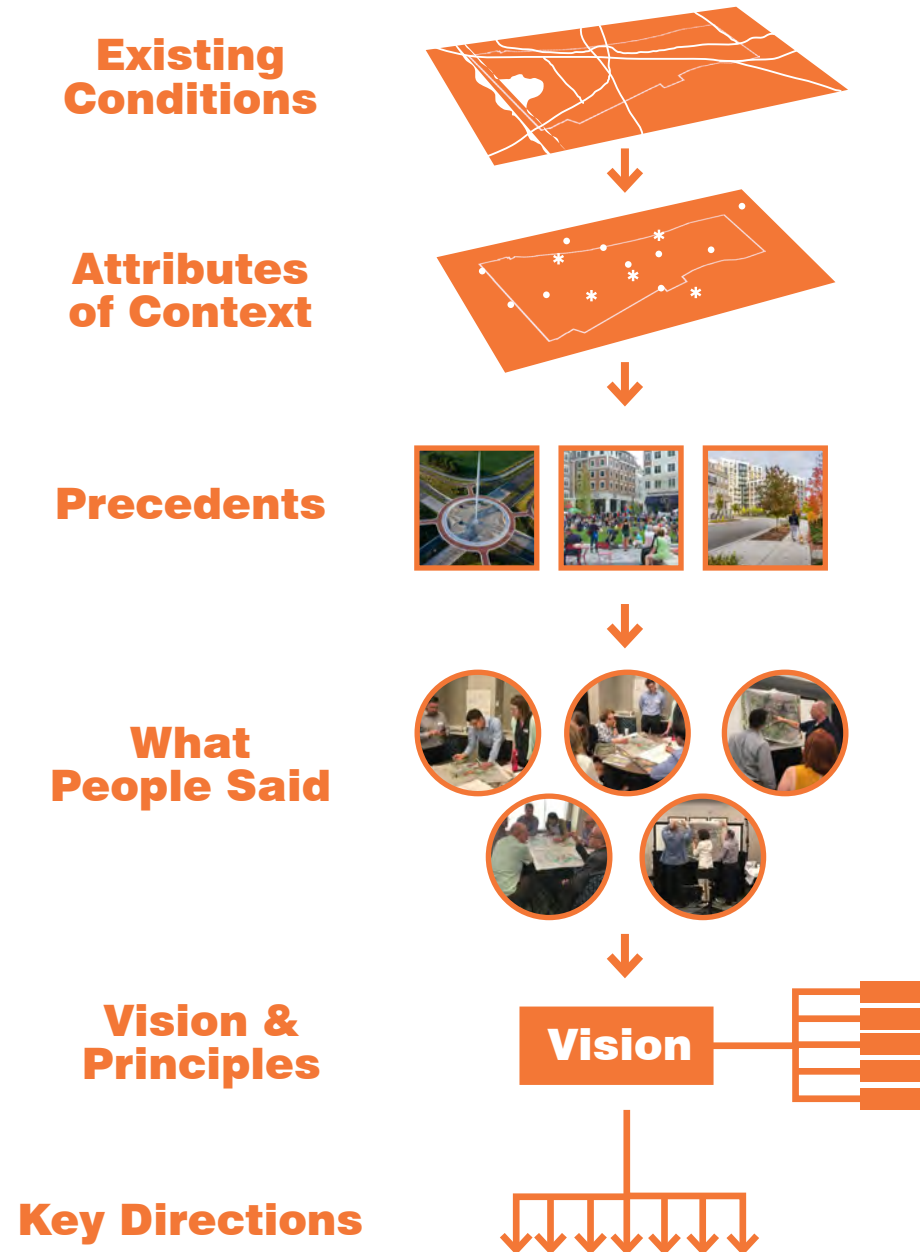 Existing
Conditions
Attributes
of Context
Precedents
What
People Said
Vision &
Principles
Vision
Key Directions